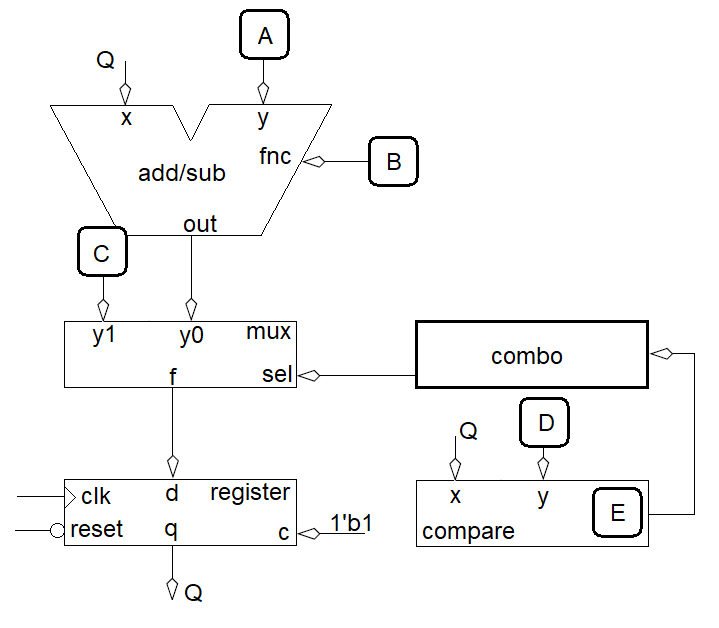 A
Q
x
y
fnc
B
add/sub
out
C
y1
y0
mux
f
sel
combo
Q
D
clk
d
register
x
y
E
reset
q
c
1'b1
compare
Q